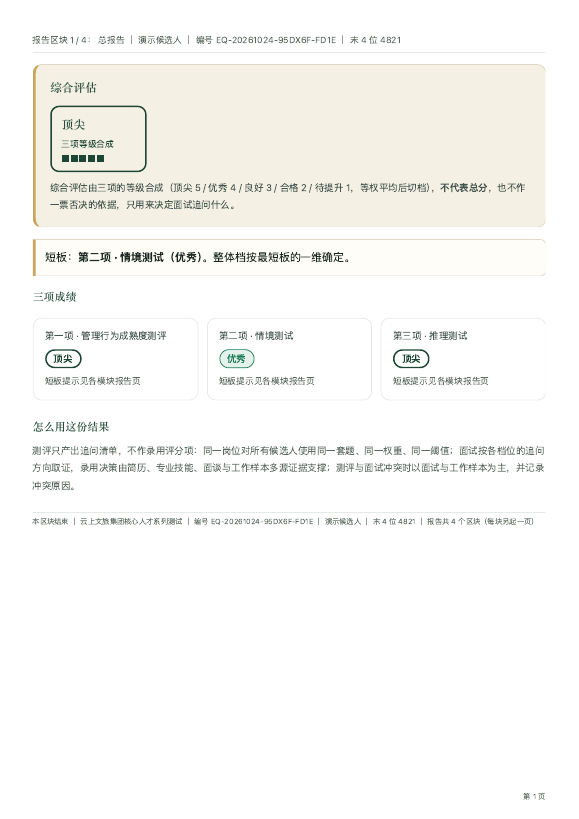 报告区块 1 / 4： 总报告 ｜ 演示候选人 ｜ 编号 EQ-20261024-95DX6F-FD1E ｜ 末 4 位 4821
综合评估
顶尖
三项等级合成
综合评估由三项的等级合成（顶尖 5 / 优秀 4 / 良好 3 / 合格 2 / 待提升 1，等权平均后切档），不代表总分，也不作
一票否决的依据，只用来决定面试追问什么。
短板：第二项 · 情境测试（优秀）。整体档按最短板的一维确定。
三项成绩
第一项 · 管理行为成熟度测评
顶尖
短板提示见各模块报告页
第二项 · 情境测试
优秀
短板提示见各模块报告页
第三项 · 推理测试
顶尖
短板提示见各模块报告页
怎么用这份结果
测评只产出追问清单，不作录用评分项；同一岗位对所有候选人使用同一套题、同一权重、同一阈值；面试按各档位的追问
方向取证，录用决策由简历、专业技能、面谈与工作样本多源证据支撑；测评与面试冲突时以面试与工作样本为主，并记录
冲突原因。
本区块结束 ｜ 云上文旅集团核心人才系列测试 ｜ 编号 EQ-20261024-95DX6F-FD1E ｜ 演示候选人 ｜ 末 4 位 4821 ｜ 报告共 4 个区块（每块另起一页）
第 1 页